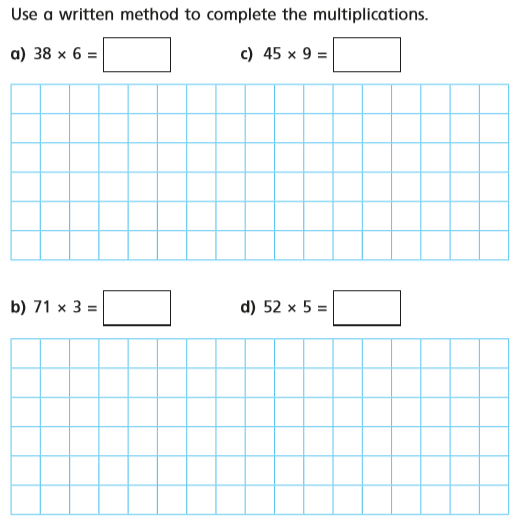 Use a written method to complete the multiplications.
a) 38 × 6 =
c) 45 × 9 =
b) 71 × 3 =
d) 52 × 5 =